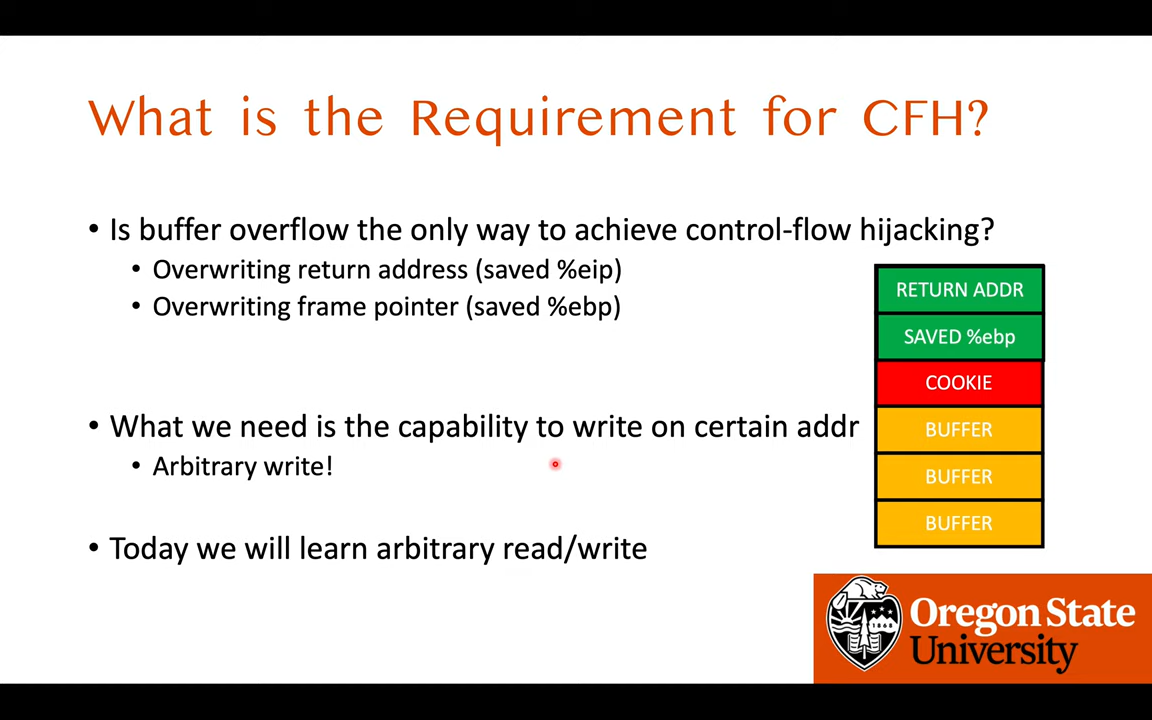 What is the Requirement for CFH?
• Is buffer overflow the only way to achieve control-flow hijacking?
• Overwriting return address (saved %eip)
• Overwriting frame pointer (saved %ebp)
• What we need is the capability to write on certain addr
• Arbitrary write!
• Today we will learn arbitrary read/write
RETURN ADDR
SAVED %ebp
COOKIE
BUFFER
BUFFER
BUFFER
Oregon State
University